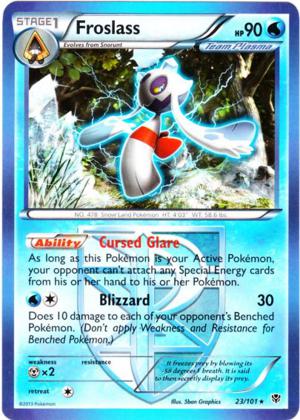 STAGE1
Froslass
HP90
Evolves from Snorunt
Team Plasma
NO. 478 Snow Land Pokémon HT. 4'03" WT. 58.6 lbs.
Ability Cursed Glare
As long as this Pokémon is your Active Pokémon,
your opponent can't attach any Special Energy cards
from his or her hand to his or her Pokémon.
Blizzard 30
Does 10 damage to each of your opponent's
Benched Pokémon. (Don't apply Weakness and Resistance for
Benched Pokémon.)
weakness resistance
×2
It freezes prey by blowing its
-58 degrees F breath. It is said
to then secretly display its prey.
retreat
Illus. 5ban Graphics
23/101 ★
©2013 Pokémon